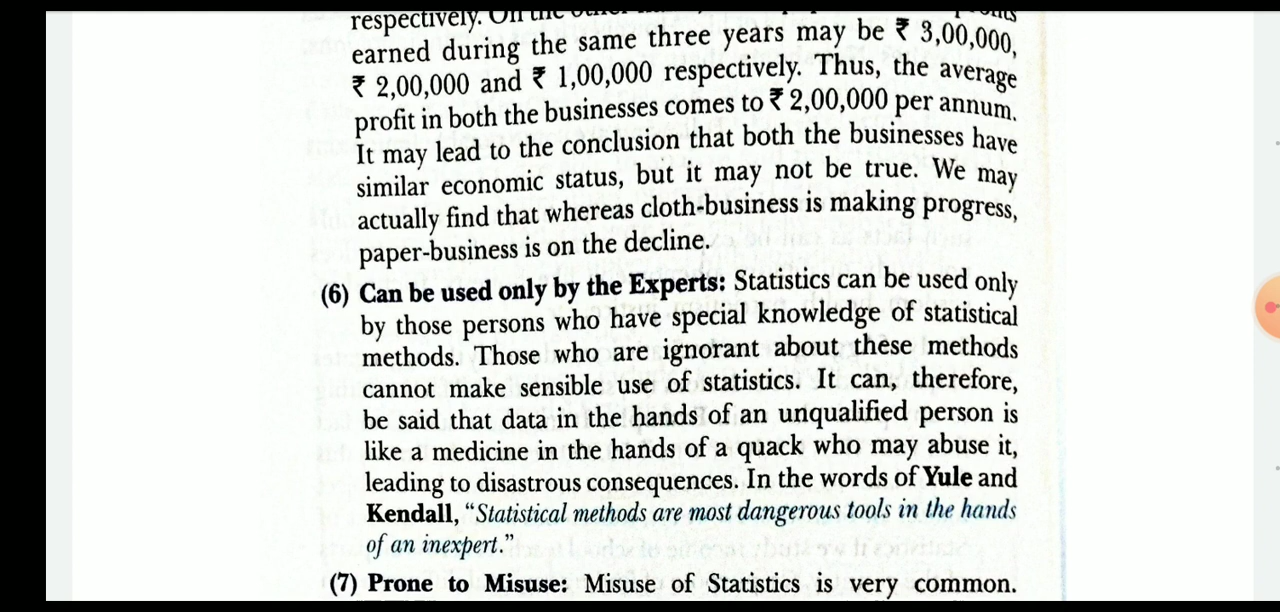 respectively. On the
earned during the same three years may be ₹ 3,00,000,
₹ 2,00,000 and ₹ 1,00,000 respectively. Thus, the average
profit in both the businesses comes to ₹ 2,00,000 per annum.
It may lead to the conclusion that both the businesses have
similar economic status, but it may not be true. We may
actually find that whereas cloth-business is making progress,
paper-business is on the decline.
(6) Can be used only by the Experts: Statistics can be used only
by those persons who have special knowledge of statistical
methods. Those who are ignorant about these methods
cannot make sensible use of statistics. It can, therefore,
be said that data in the hands of an unqualified person is
like a medicine in the hands of a quack who may abuse it,
leading to disastrous consequences. In the words of Yule and
Kendall, “Statistical methods are most dangerous tools in the hands
of an inexpert.”
(7) Prone to Misuse: Misuse of Statistics is very common.